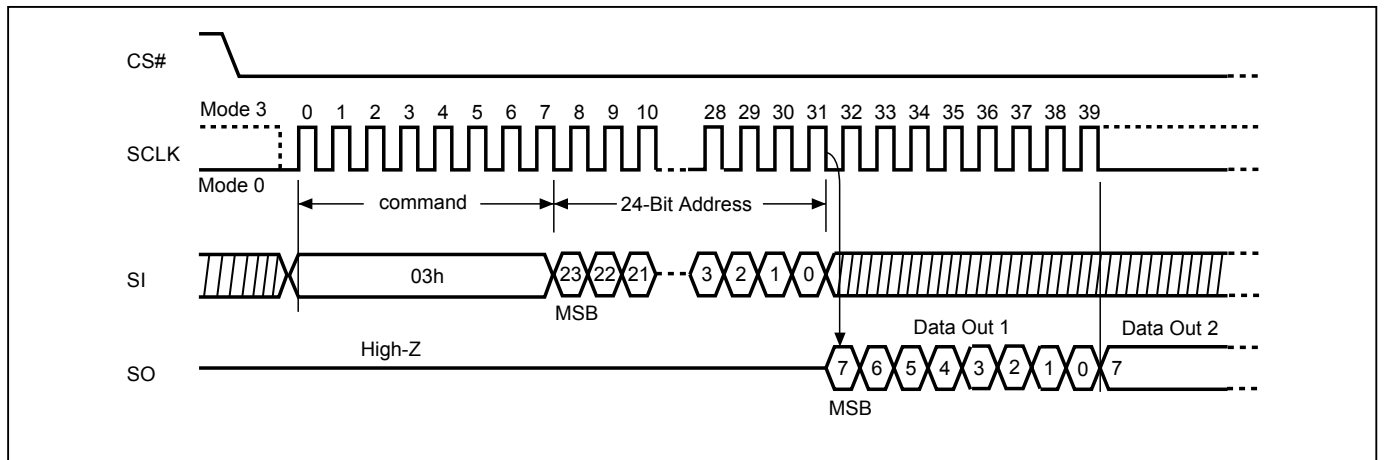 CS#
Mode 3
0 1 2 3 4 5 6 7 8 9 10 28 29 30 31 32 33 34 35 36 37 38 39
SCLK
Mode 0
command
24-Bit Address
SI
03h
23 22 21 3 2 1 0
MSB
Data Out 1
Data Out 2
High-Z
SO
7 6 5 4 3 2 1 0 7
MSB